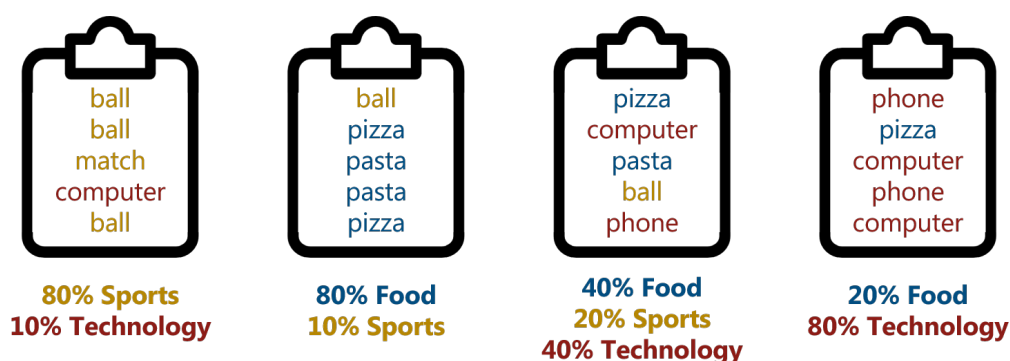 ball
ball
match
computer
ball
80% Sports
10% Technology
ball
pizza
pasta
pasta
pizza
80% Food
10% Sports
pizza
computer
pasta
ball
phone
40% Food
20% Sports
40% Technology
phone
pizza
computer
phone
computer
20% Food
80% Technology